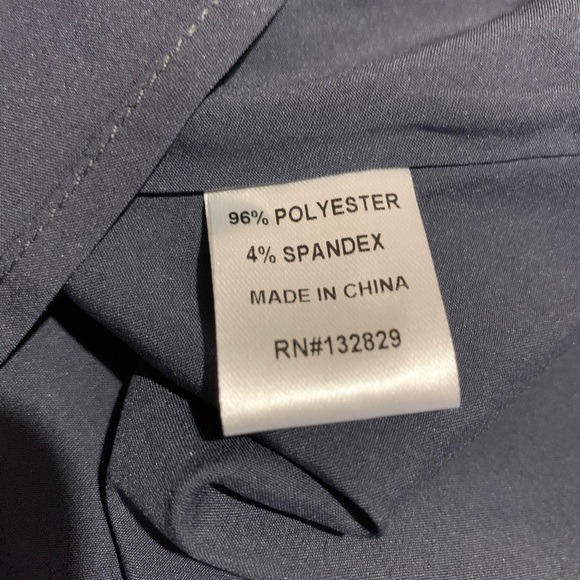 96% POLYESTER
4% SPANDEX
MADE IN CHINA
RN#132829